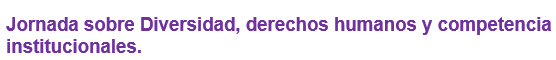 Jornada sobre Diversidad, derechos humanos y competencia
institucionales.